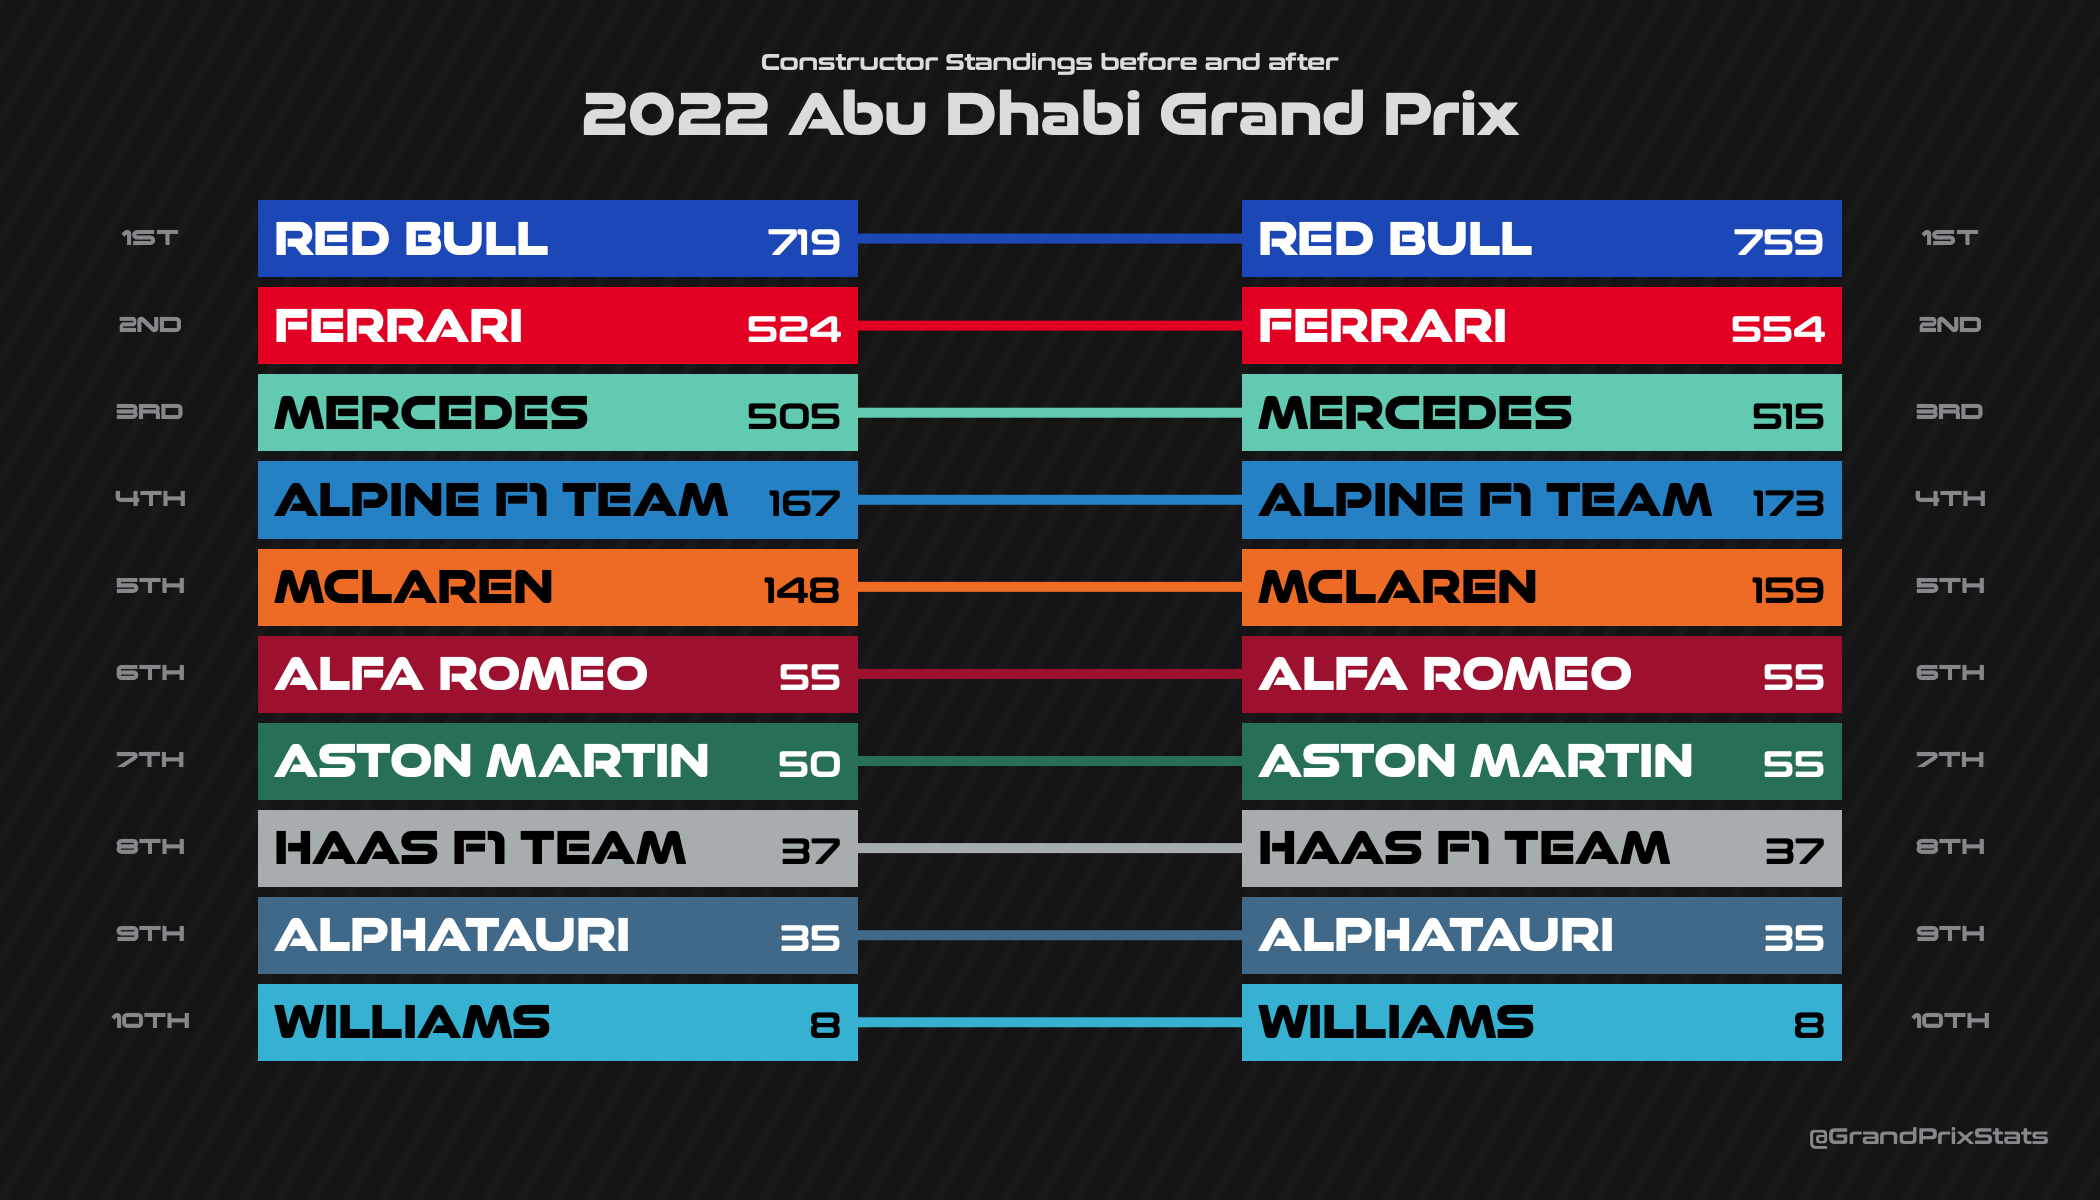 Constructor Standings before and after
2022 Abu Dhabi Grand Prix
1ST RED BULL 719 RED BULL 759 1ST
2ND FERRARI 524 FERRARI 554 2ND
3RD MERCEDES 505 MERCEDES 515 3RD
4TH ALPINE F1 TEAM 167 ALPINE F1 TEAM 173 4TH
5TH MCLAREN 148 MCLAREN 159 5TH
6TH ALFA ROMEO 55 ALFA ROMEO 55 6TH
7TH ASTON MARTIN 50 ASTON MARTIN 55 7TH
8TH HAAS F1 TEAM 37 HAAS F1 TEAM 37 8TH
9TH ALPHATAURI 35 ALPHATAURI 35 9TH
10TH WILLIAMS 8 WILLIAMS 8 10TH
@GrandPrixStats